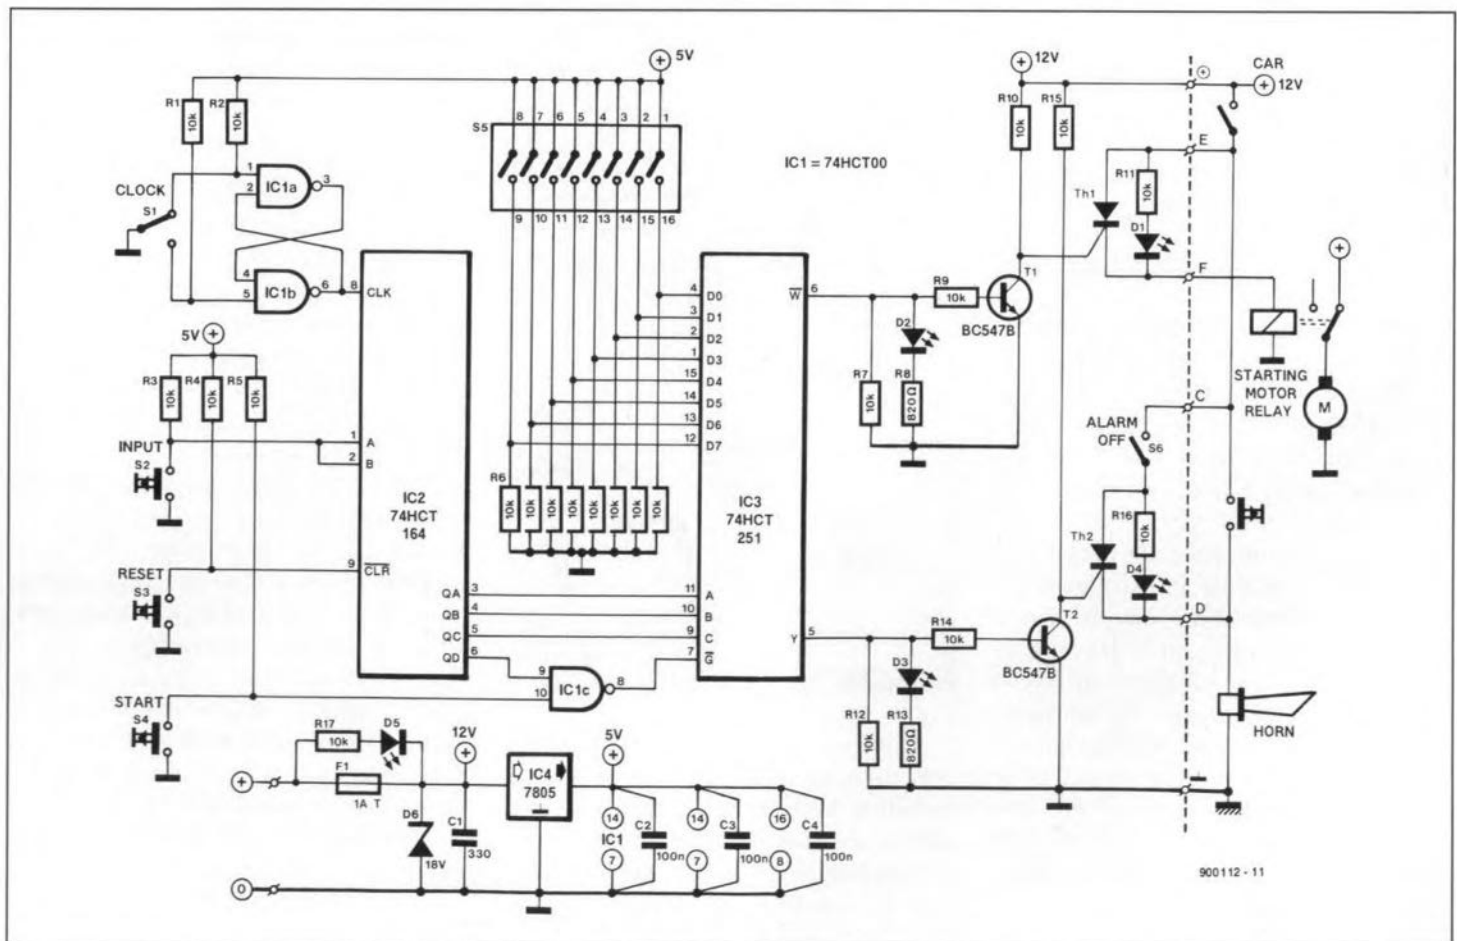 5V
12V
CAR
12V
R1
10k
R2
10k
R10
10k
R15
10k
8 7 6 5 4 3 2 1
S5
IC1 = 74HCT00
E
CLOCK
S1
1
2
IC1a
3
9 10 11 12 13 14 15 16
Th1
R11
10k
D1
F
4
5
IC1b
6
8
CLK
T1
BC547B
5V
R3
10k
R4
10k
R5
10k
4 D0
3 D1
2 D2
1 D3
15 D4
14 D5
13 D6
12 D7
W
6
R9
10k
D2
R7
10k
R8
820Ω
STARTING
MOTOR
RELAY
M
C
ALARM
OFF
S6
INPUT
S2
1
A
2
B
IC2
74HCT
164
R6
10k 10k 10k 10k 10k 10k 10k 10k
IC3
74HCT
251
R16
10k
Th2
D4
D
RESET
S3
9
CLR
QA 3
QB 4
QC 5
QD 6
11 A
10 B
9 C
7 G
Y
5
R14
10k
T2
BC547B
9
10
IC1c
8
D3
R12
10k
R13
820Ω
START
S4
HORN
R17
10k
D5
F1
1A T
12V
IC4
7805
5V
D6
18V
C1
330
14
IC1
7
C2
100n
14
7
C3
100n
16
8
C4
100n
0
900112 - 11